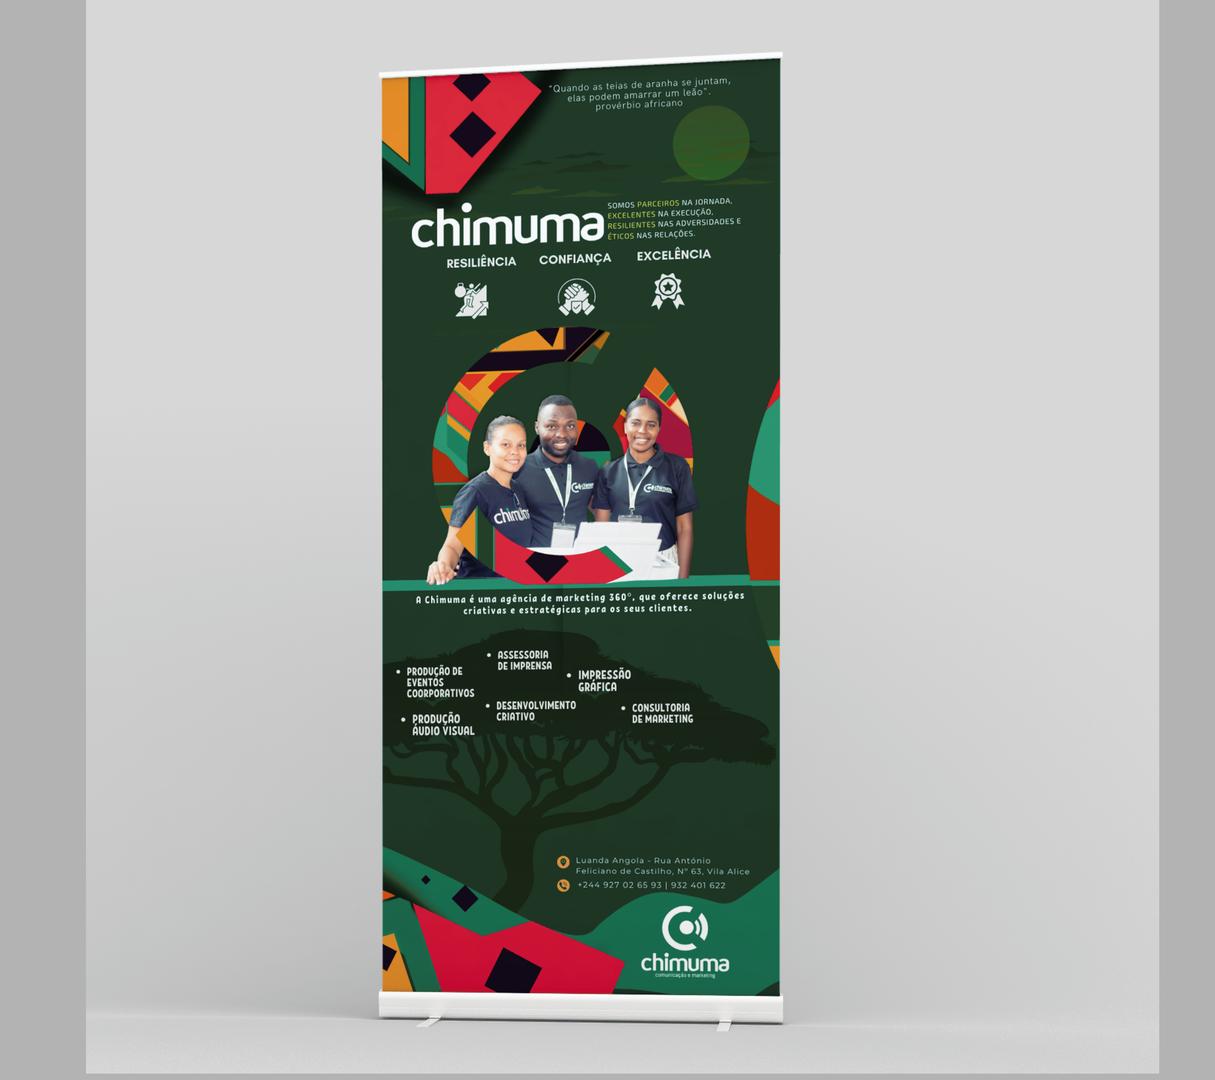 “Quando as teias de aranha se juntam,
elas podem amarrar um leão”.
provérbio africano
chimuma
SOMOS PARCEIROS NA JORNADA,
EXCELENTES NA EXECUÇÃO,
RESILIENTES NAS ADVERSIDADES E
ÉTICOS NAS RELAÇÕES.
RESILIÊNCIA CONFIANÇA EXCELÊNCIA
chimuma
chimuma
A Chimuma é uma agência de marketing 360°, que oferece soluções
criativas e estratégicas para os seus clientes.
• ASSESSORIA
DE IMPRENSA
• PRODUÇÃO DE
EVENTOS
COORPORATIVOS
• IMPRESSÃO
GRÁFICA
• DESENVOLVIMENTO
CRIATIVO
• CONSULTORIA
DE MARKETING
• PRODUÇÃO
ÁUDIO VISUAL
Luanda Angola - Rua António
Feliciano de Castilho, Nº 63, Vila Alice
+244 927 02 65 93 | 932 401 622
chimuma
comunicação e marketing